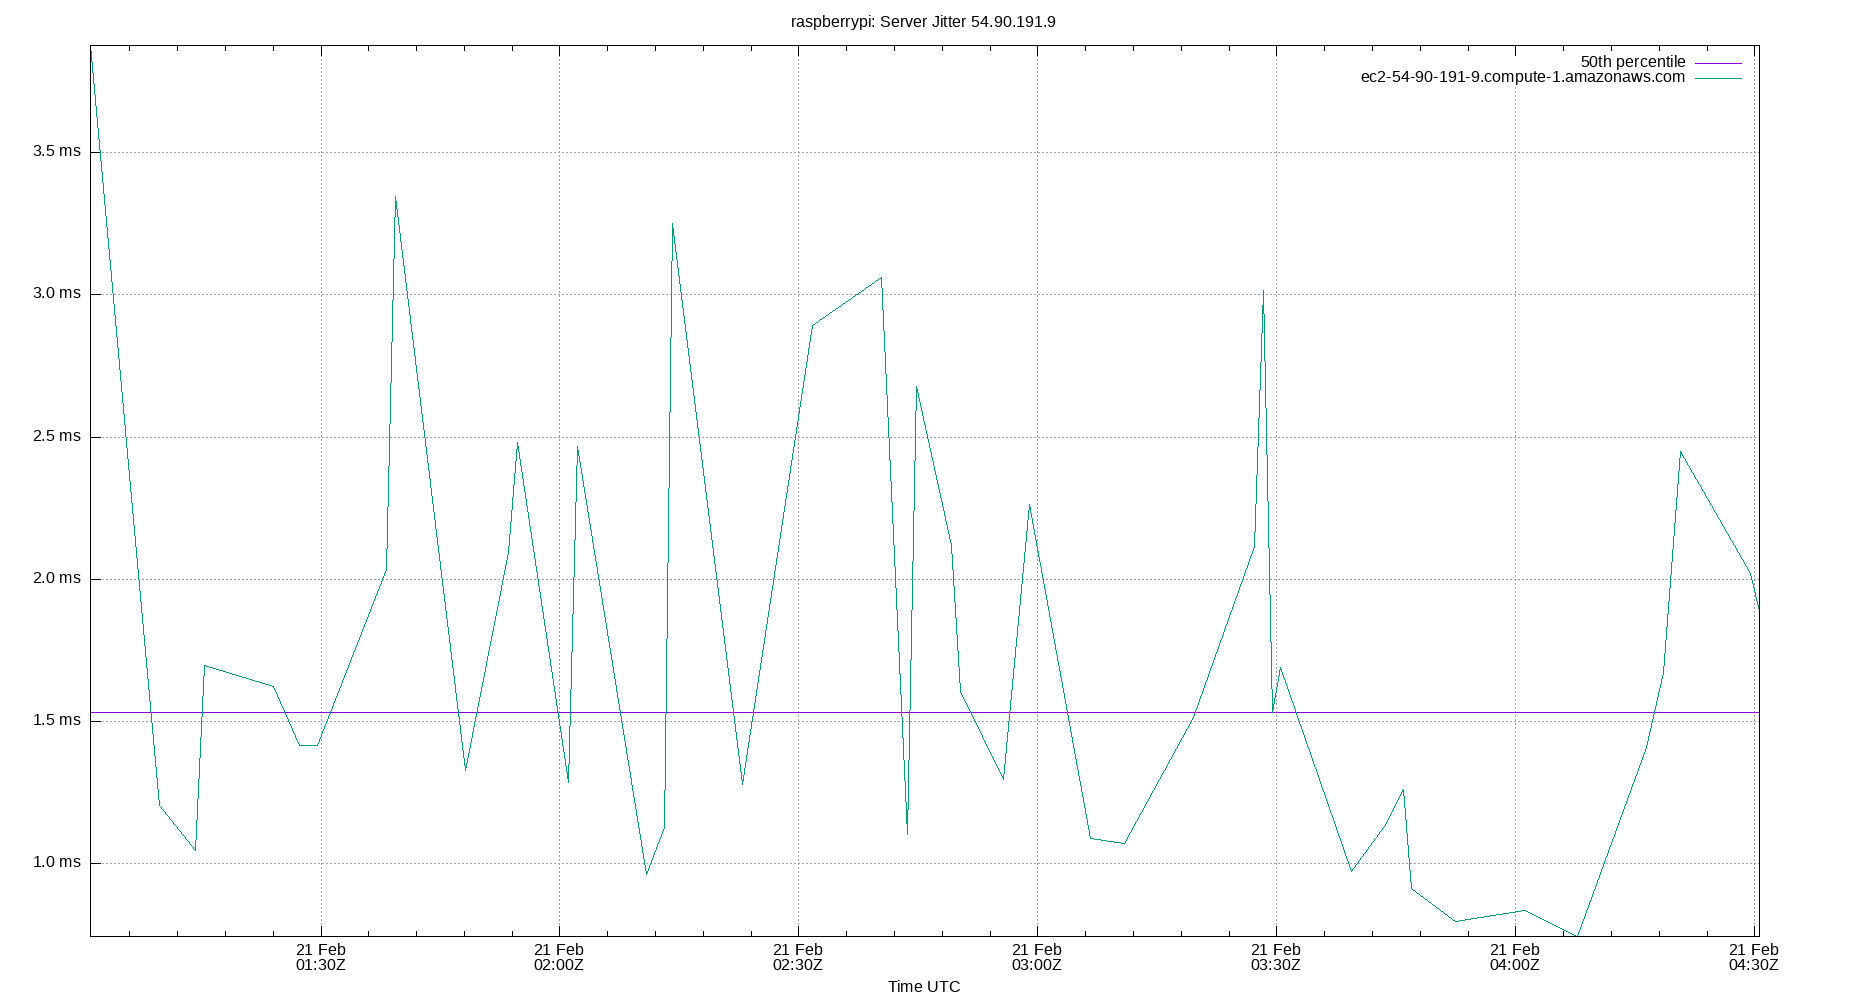 raspberrypi: Server Jitter 54.90.191.9
50th percentile
ec2-54-90-191-9.compute-1.amazonaws.com
3.5 ms
3.0 ms
2.5 ms
2.0 ms
1.5 ms
1.0 ms
21 Feb 21 Feb 21 Feb 21 Feb 21 Feb 21 Feb 21 Feb
01:30Z 02:00Z 02:30Z 03:00Z 03:30Z 04:00Z 04:30Z
Time UTC